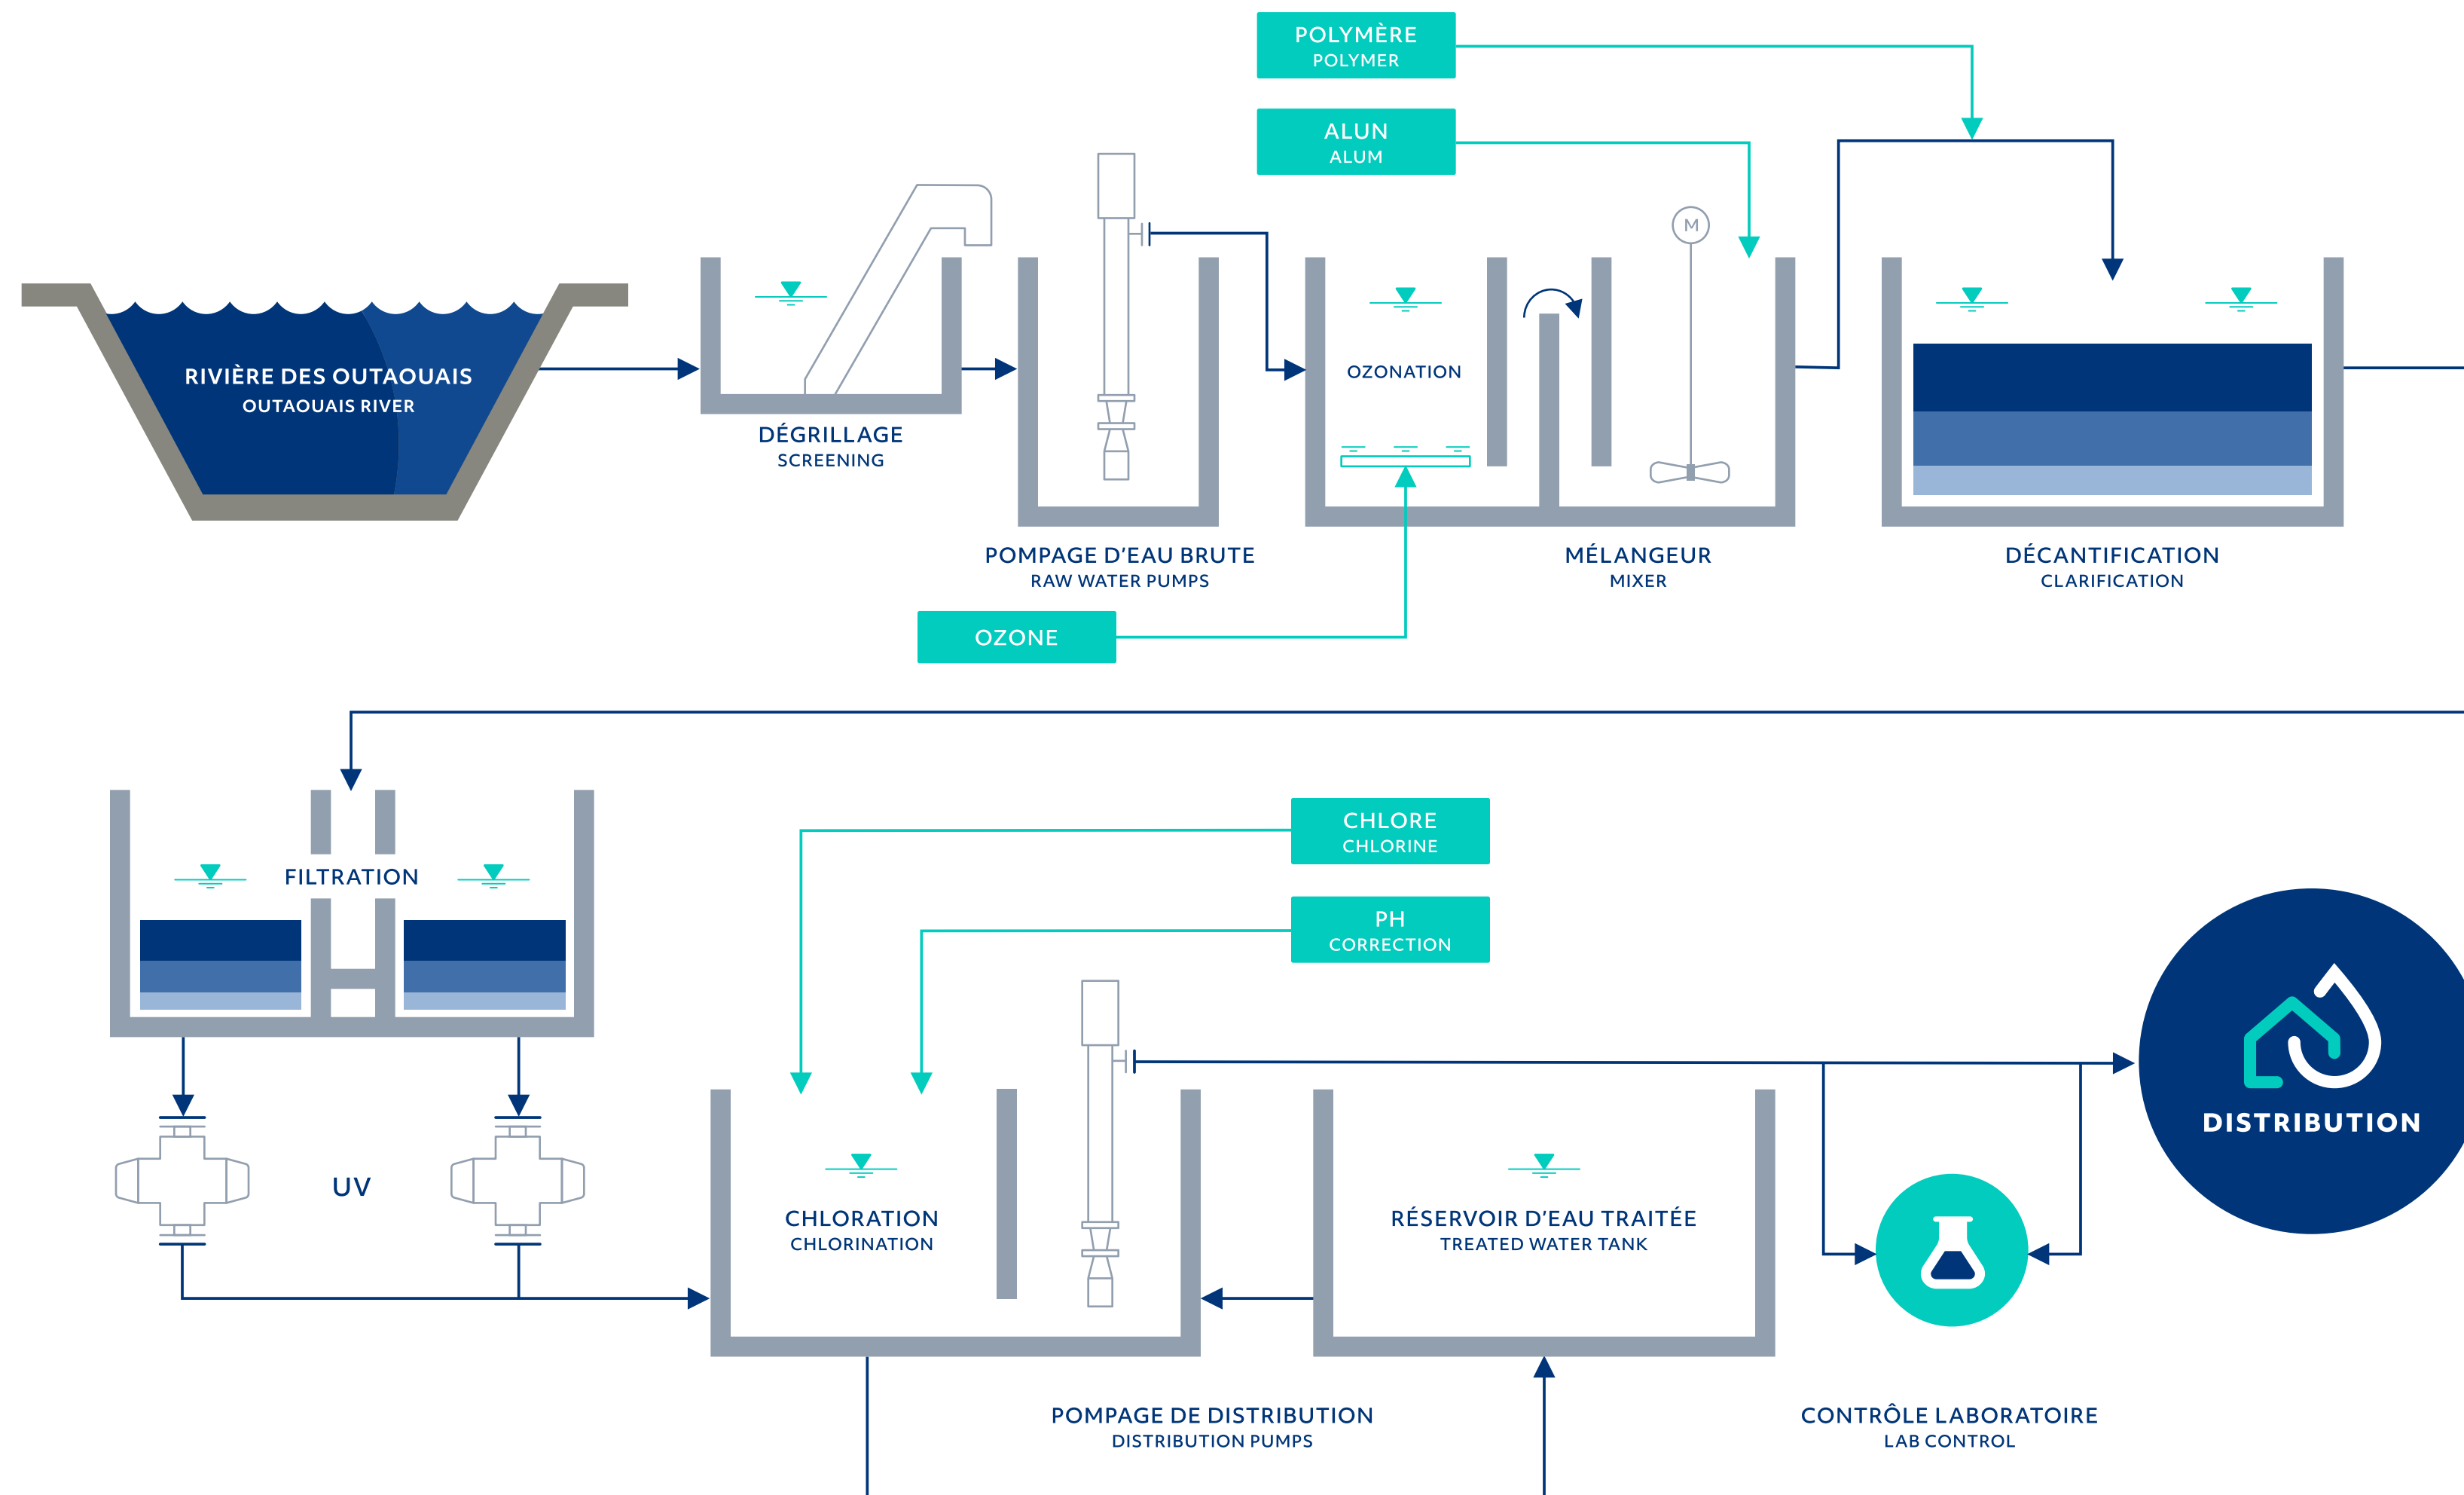 POLYMÈRE
POLYMER
ALUN
ALUM
M
RIVIÈRE DES OUTAOUAIS
OUTAOUAIS RIVER
OZONATION
DÉGRILLAGE
SCREENING
POMPAGE D’EAU BRUTE
RAW WATER PUMPS
MÉLANGEUR
MIXER
DÉCANTIFICATION
CLARIFICATION
OZONE
CHLORE
CHLORINE
FILTRATION
PH
CORRECTION
DISTRIBUTION
UV
CHLORATION
CHLORINATION
RÉSERVOIR D’EAU TRAITÉE
TREATED WATER TANK
POMPAGE DE DISTRIBUTION
DISTRIBUTION PUMPS
CONTRÔLE LABORATOIRE
LAB CONTROL